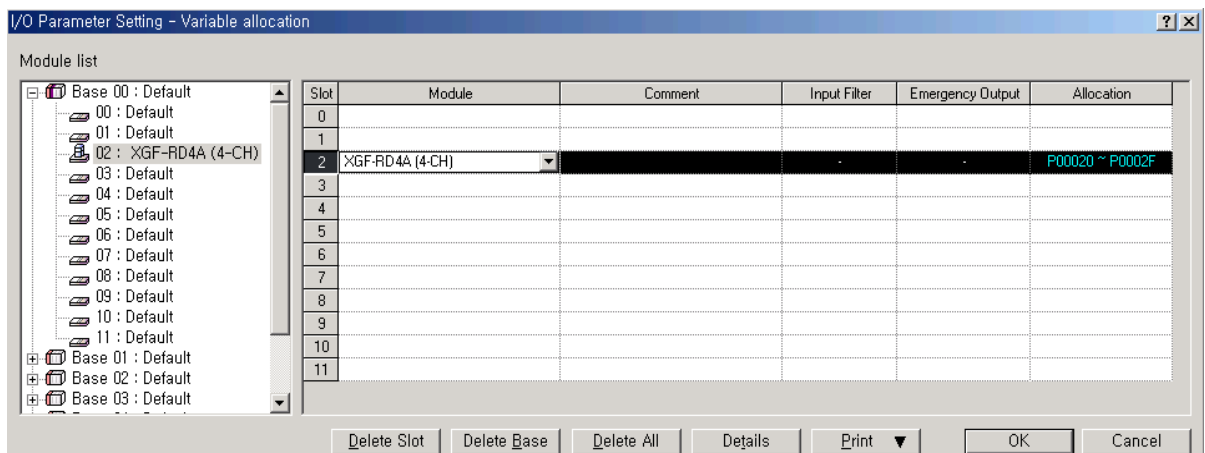 I/O Parameter Setting - Variable allocation
Module list
Base 00 : Default
00 : Default
01 : Default
02 : XGF-RD4A (4-CH)
03 : Default
04 : Default
05 : Default
06 : Default
07 : Default
08 : Default
09 : Default
10 : Default
11 : Default
Base 01 : Default
Base 02 : Default
Base 03 : Default
Slot Module Comment Input Filter Emergency Output Allocation
0
1
2 XGF-RD4A (4-CH) - - P00020 ~ P0002F
3
4
5
6
7
8
9
10
11
Delete Slot Delete Base Delete All Details Print ▼ OK Cancel